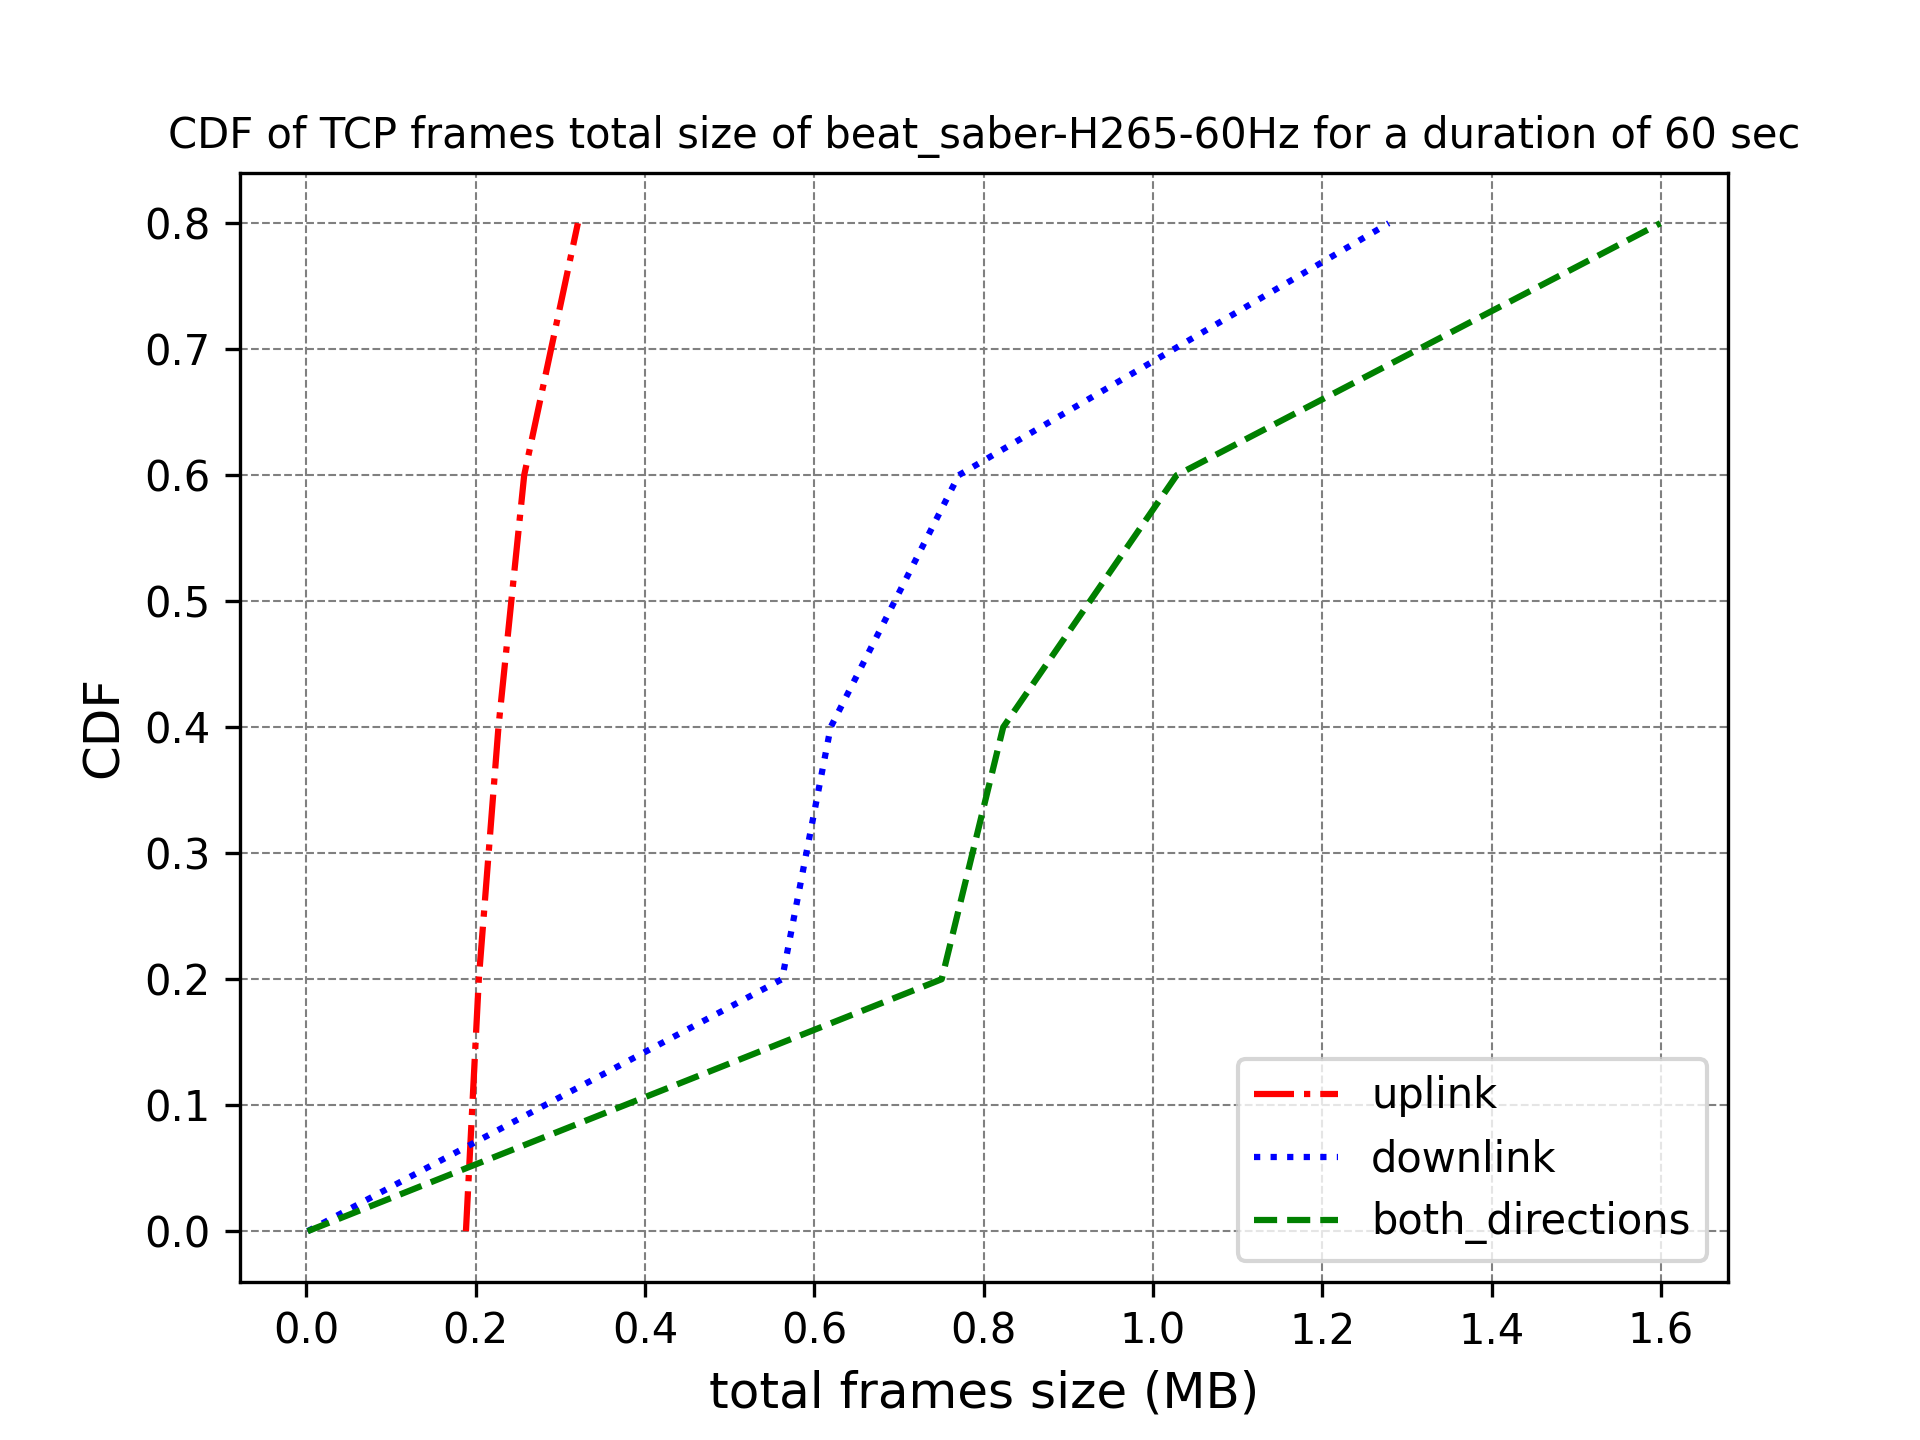 CDF of TCP frames total size of beat_saber-H265-60Hz for a duration of 60 sec
CDF
0.8
0.7
0.6
0.5
0.4
0.3
0.2
0.1
0.0
uplink
downlink
both_directions
0.0 0.2 0.4 0.6 0.8 1.0 1.2 1.4 1.6
total frames size (MB)